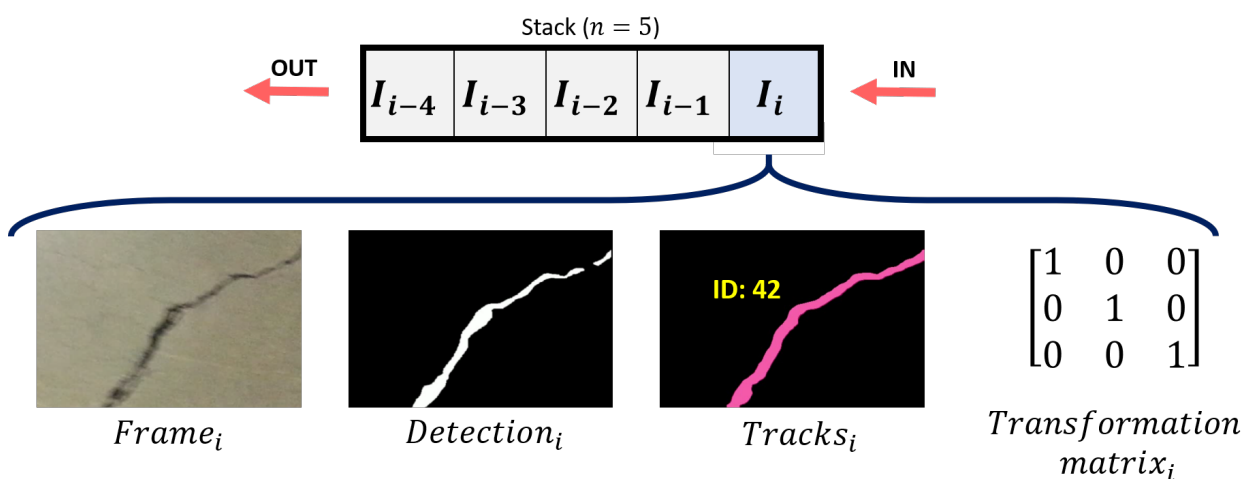 Stack (n = 5)
OUT
IN
I_{i−4} I_{i−3} I_{i−2} I_{i−1} I_i
ID: 42
1 0 0
0 1 0
0 0 1
Frame_i
Detection_i
Tracks_i
Transformation
matrix_i